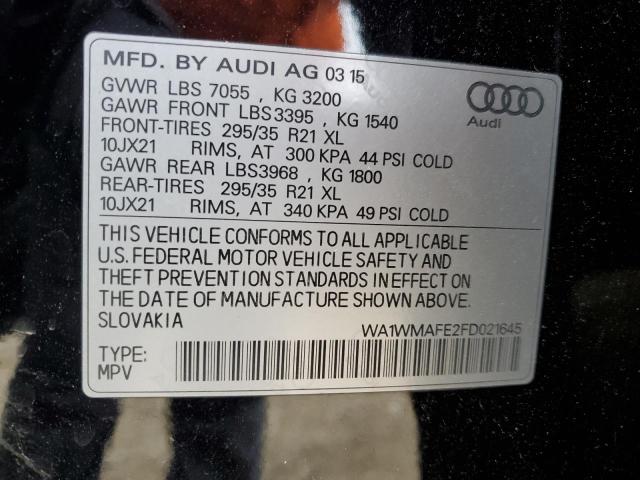 MFD. BY AUDI AG 03 15
GVWR LBS 7055 , KG 3200
GAWR FRONT LBS3395 , KG 1540
FRONT-TIRES 295/35 R21 XL
10JX21 RIMS, AT 300 KPA 44 PSI COLD
GAWR REAR LBS3968 , KG 1800
REAR-TIRES 295/35 R21 XL
10JX21 RIMS, AT 340 KPA 49 PSI COLD
Audi
THIS VEHICLE CONFORMS TO ALL APPLICABLE
U.S. FEDERAL MOTOR VEHICLE SAFETY AND
THEFT PREVENTION STANDARDS IN EFFECT ON
THE DATE OF MANUFACTURE SHOWN ABOVE.
SLOVAKIA
WA1WMAFE2FD021645
TYPE:
MPV